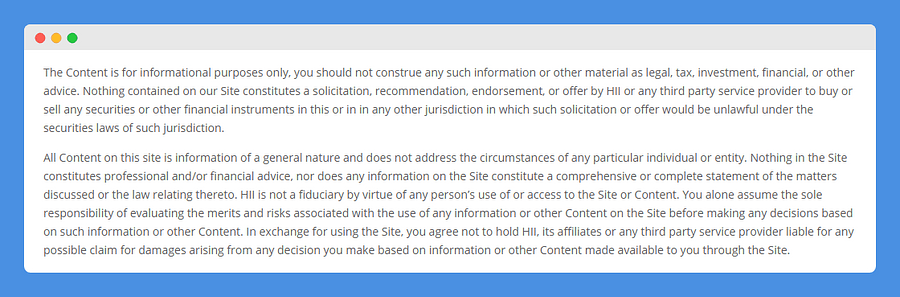 The Content is for informational purposes only, you should not construe any such information or other material as legal, tax, investment, financial, or other
advice. Nothing contained on our Site constitutes a solicitation, recommendation, endorsement, or offer by HII or any third party service provider to buy or
sell any securities or other financial instruments in this or in in any other jurisdiction in which such solicitation or offer would be unlawful under the
securities laws of such jurisdiction.
All Content on this site is information of a general nature and does not address the circumstances of any particular individual or entity. Nothing in the Site
constitutes professional and/or financial advice, nor does any information on the Site constitute a comprehensive or complete statement of the matters
discussed or the law relating thereto. HII is not a fiduciary by virtue of any person’s use of or access to the Site or Content. You alone assume the sole
responsibility of evaluating the merits and risks associated with the use of any information or other Content on the Site before making any decisions based
on such information or other Content. In exchange for using the Site, you agree not to hold HII, its affiliates or any third party service provider liable for any
possible claim for damages arising from any decision you make based on information or other Content made available to you through the Site.